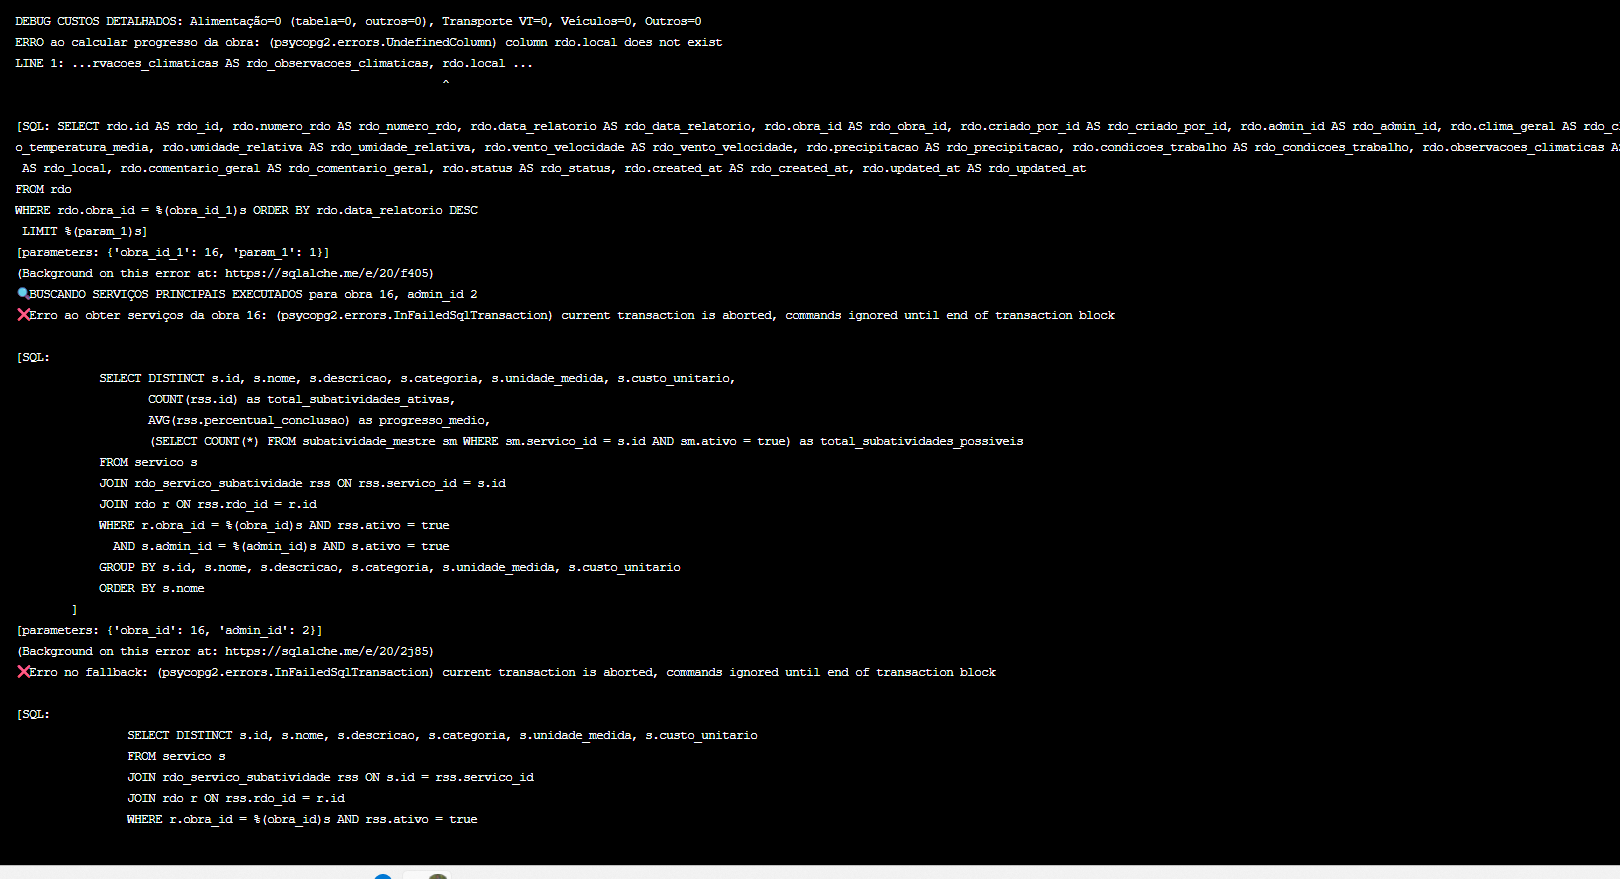 DEBUG CUSTOS DETALHADOS: Alimentação=0 (tabela=0, outros=0), Transporte VT=0, Veículos=0, Outros=0
ERRO ao calcular progresso da obra: (psycopg2.errors.UndefinedColumn) column rdo.local does not exist
LINE 1: ...rvacoes_climaticas AS rdo_observacoes_climaticas, rdo.local ...
^
[SQL: SELECT rdo.id AS rdo_id, rdo.numero_rdo AS rdo_numero_rdo, rdo.data_relatorio AS rdo_data_relatorio, rdo.obra_id AS rdo_obra_id, rdo.criado_por_id AS rdo_criado_por_id, rdo.admin_id AS rdo_admin_id, rdo.clima_geral AS rdo_c
o_temperatura_media, rdo.umidade_relativa AS rdo_umidade_relativa, rdo.vento_velocidade AS rdo_vento_velocidade, rdo.precipitacao AS rdo_precipitacao, rdo.condicoes_trabalho AS rdo_condicoes_trabalho, rdo.observacoes_climaticas A
AS rdo_local, rdo.comentario_geral AS rdo_comentario_geral, rdo.status AS rdo_status, rdo.created_at AS rdo_created_at, rdo.updated_at AS rdo_updated_at
FROM rdo
WHERE rdo.obra_id = %(obra_id_1)s ORDER BY rdo.data_relatorio DESC
LIMIT %(param_1)s]
[parameters: {'obra_id_1': 16, 'param_1': 1}]
(Background on this error at: https://sqlalche.me/e/20/f405)
🔍BUSCANDO SERVIÇOS PRINCIPAIS EXECUTADOS para obra 16, admin_id 2
❌Erro ao obter serviços da obra 16: (psycopg2.errors.InFailedSqlTransaction) current transaction is aborted, commands ignored until end of transaction block
[SQL:
SELECT DISTINCT s.id, s.nome, s.descricao, s.categoria, s.unidade_medida, s.custo_unitario,
COUNT(rss.id) as total_subatividades_ativas,
AVG(rss.percentual_conclusao) as progresso_medio,
(SELECT COUNT(*) FROM subatividade_mestre sm WHERE sm.servico_id = s.id AND sm.ativo = true) as total_subatividades_possiveis
FROM servico s
JOIN rdo_servico_subatividade rss ON rss.servico_id = s.id
JOIN rdo r ON rss.rdo_id = r.id
WHERE r.obra_id = %(obra_id)s AND rss.ativo = true
AND s.admin_id = %(admin_id)s AND s.ativo = true
GROUP BY s.id, s.nome, s.descricao, s.categoria, s.unidade_medida, s.custo_unitario
ORDER BY s.nome
]
[parameters: {'obra_id': 16, 'admin_id': 2}]
(Background on this error at: https://sqlalche.me/e/20/2j85)
❌Erro no fallback: (psycopg2.errors.InFailedSqlTransaction) current transaction is aborted, commands ignored until end of transaction block
[SQL:
SELECT DISTINCT s.id, s.nome, s.descricao, s.categoria, s.unidade_medida, s.custo_unitario
FROM servico s
JOIN rdo_servico_subatividade rss ON s.id = rss.servico_id
JOIN rdo r ON rss.rdo_id = r.id
WHERE r.obra_id = %(obra_id)s AND rss.ativo = true